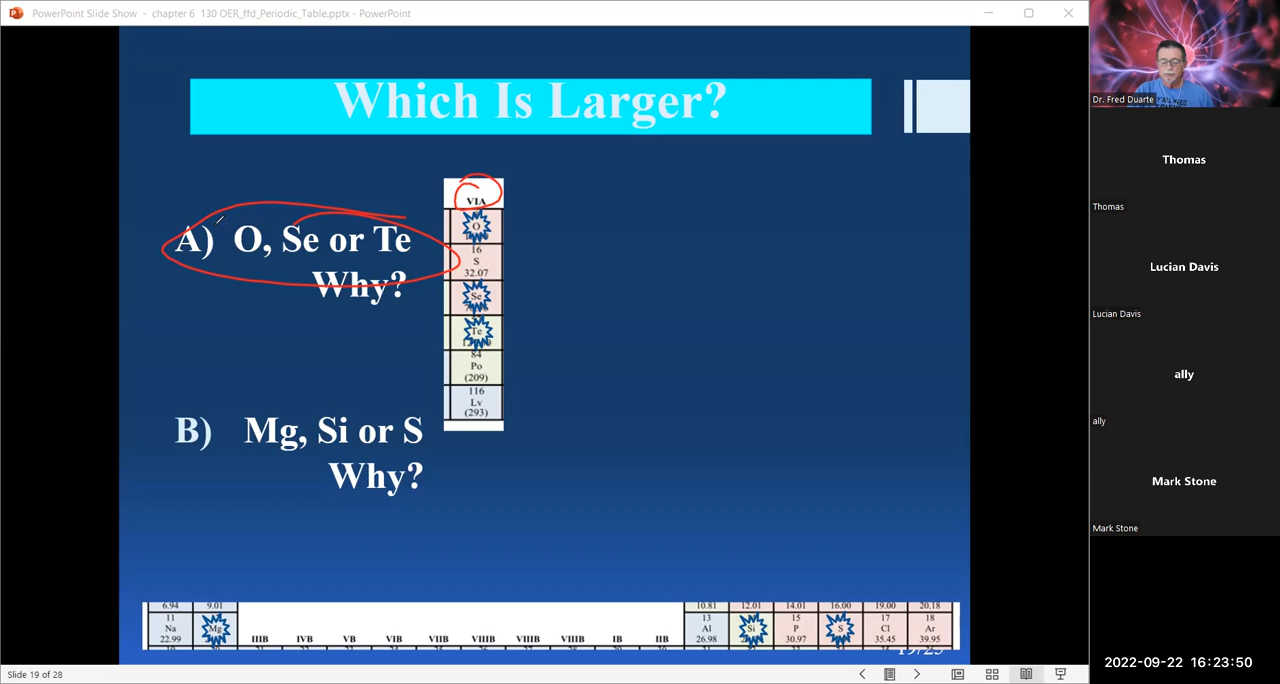 PowerPoint Slide Show - chapter 6 130 OER_ffd_Periodic_Table.pptx - PowerPoint
Which Is Larger?
A) O, Se or Te
Why?
VIA
O
16
S
32.07
Se
Te
84
Po
(209)
116
Lv
(293)
B) Mg, Si or S
Why?
6.94 9.01 10.81 12.01 14.01 16.00 19.00 20.18
11 13 15 17 18
Na Mg Al Si P S Cl Ar
22.99 IIIB IVB VB VIB VIIB VIIIB VIIIB VIIIB IB IIB 26.98 30.97 35.45 39.95
Slide 19 of 28
Dr. Fred Duarte
Thomas
Thomas
Lucian Davis
Lucian Davis
ally
ally
Mark Stone
Mark Stone
2022-09-22 16:23:50